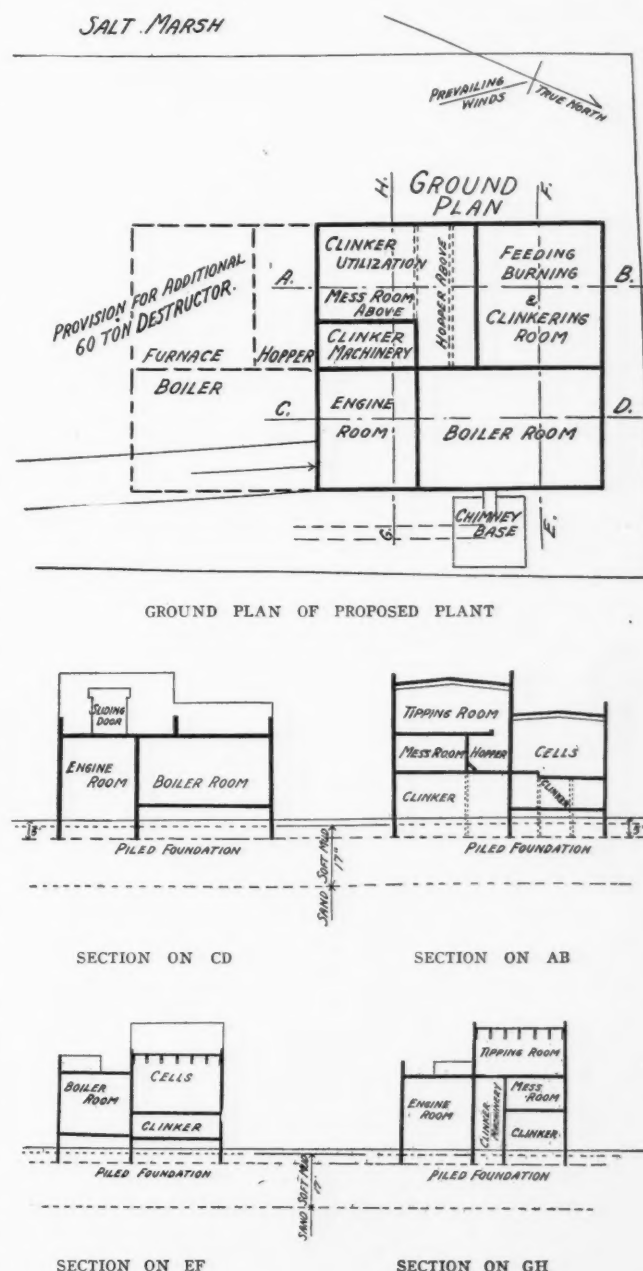 SALT MARSH
PREVAILING
WINDS
TRUE NORTH
H.
GROUND
PLAN
F.
CLINKER
UTILIZATION
MESS ROOM
ABOVE
HOPPER ABOVE
FEEDING
BURNING
&
CLINKERING
ROOM
A.
B.
PROVISION FOR ADDITIONAL
60 TON DESTRUCTOR.
FURNACE
HOPPER
CLINKER
MACHINERY
BOILER
C.
ENGINE
ROOM
BOILER ROOM
D.
G.
CHIMNEY
BASE
E.
GROUND PLAN OF PROPOSED PLANT
SLIDING
DOOR
ENGINE
ROOM
BOILER ROOM
PILED FOUNDATION
TIPPING ROOM
MESS ROOM
HOPPER
CELLS
CLINKER
CLINKER
PILED FOUNDATION
SAND
SOFT MUD
17"
SECTION ON CD
SECTION ON AB
BOILER
ROOM
CELLS
CLINKER
PILED FOUNDATION
TIPPING ROOM
ENGINE
ROOM
CLINKER
MACHINERY
MESS
ROOM
CLINKER
PILED FOUNDATION
SAND
SOFT MUD
17'
SECTION ON EF
SECTION ON GH